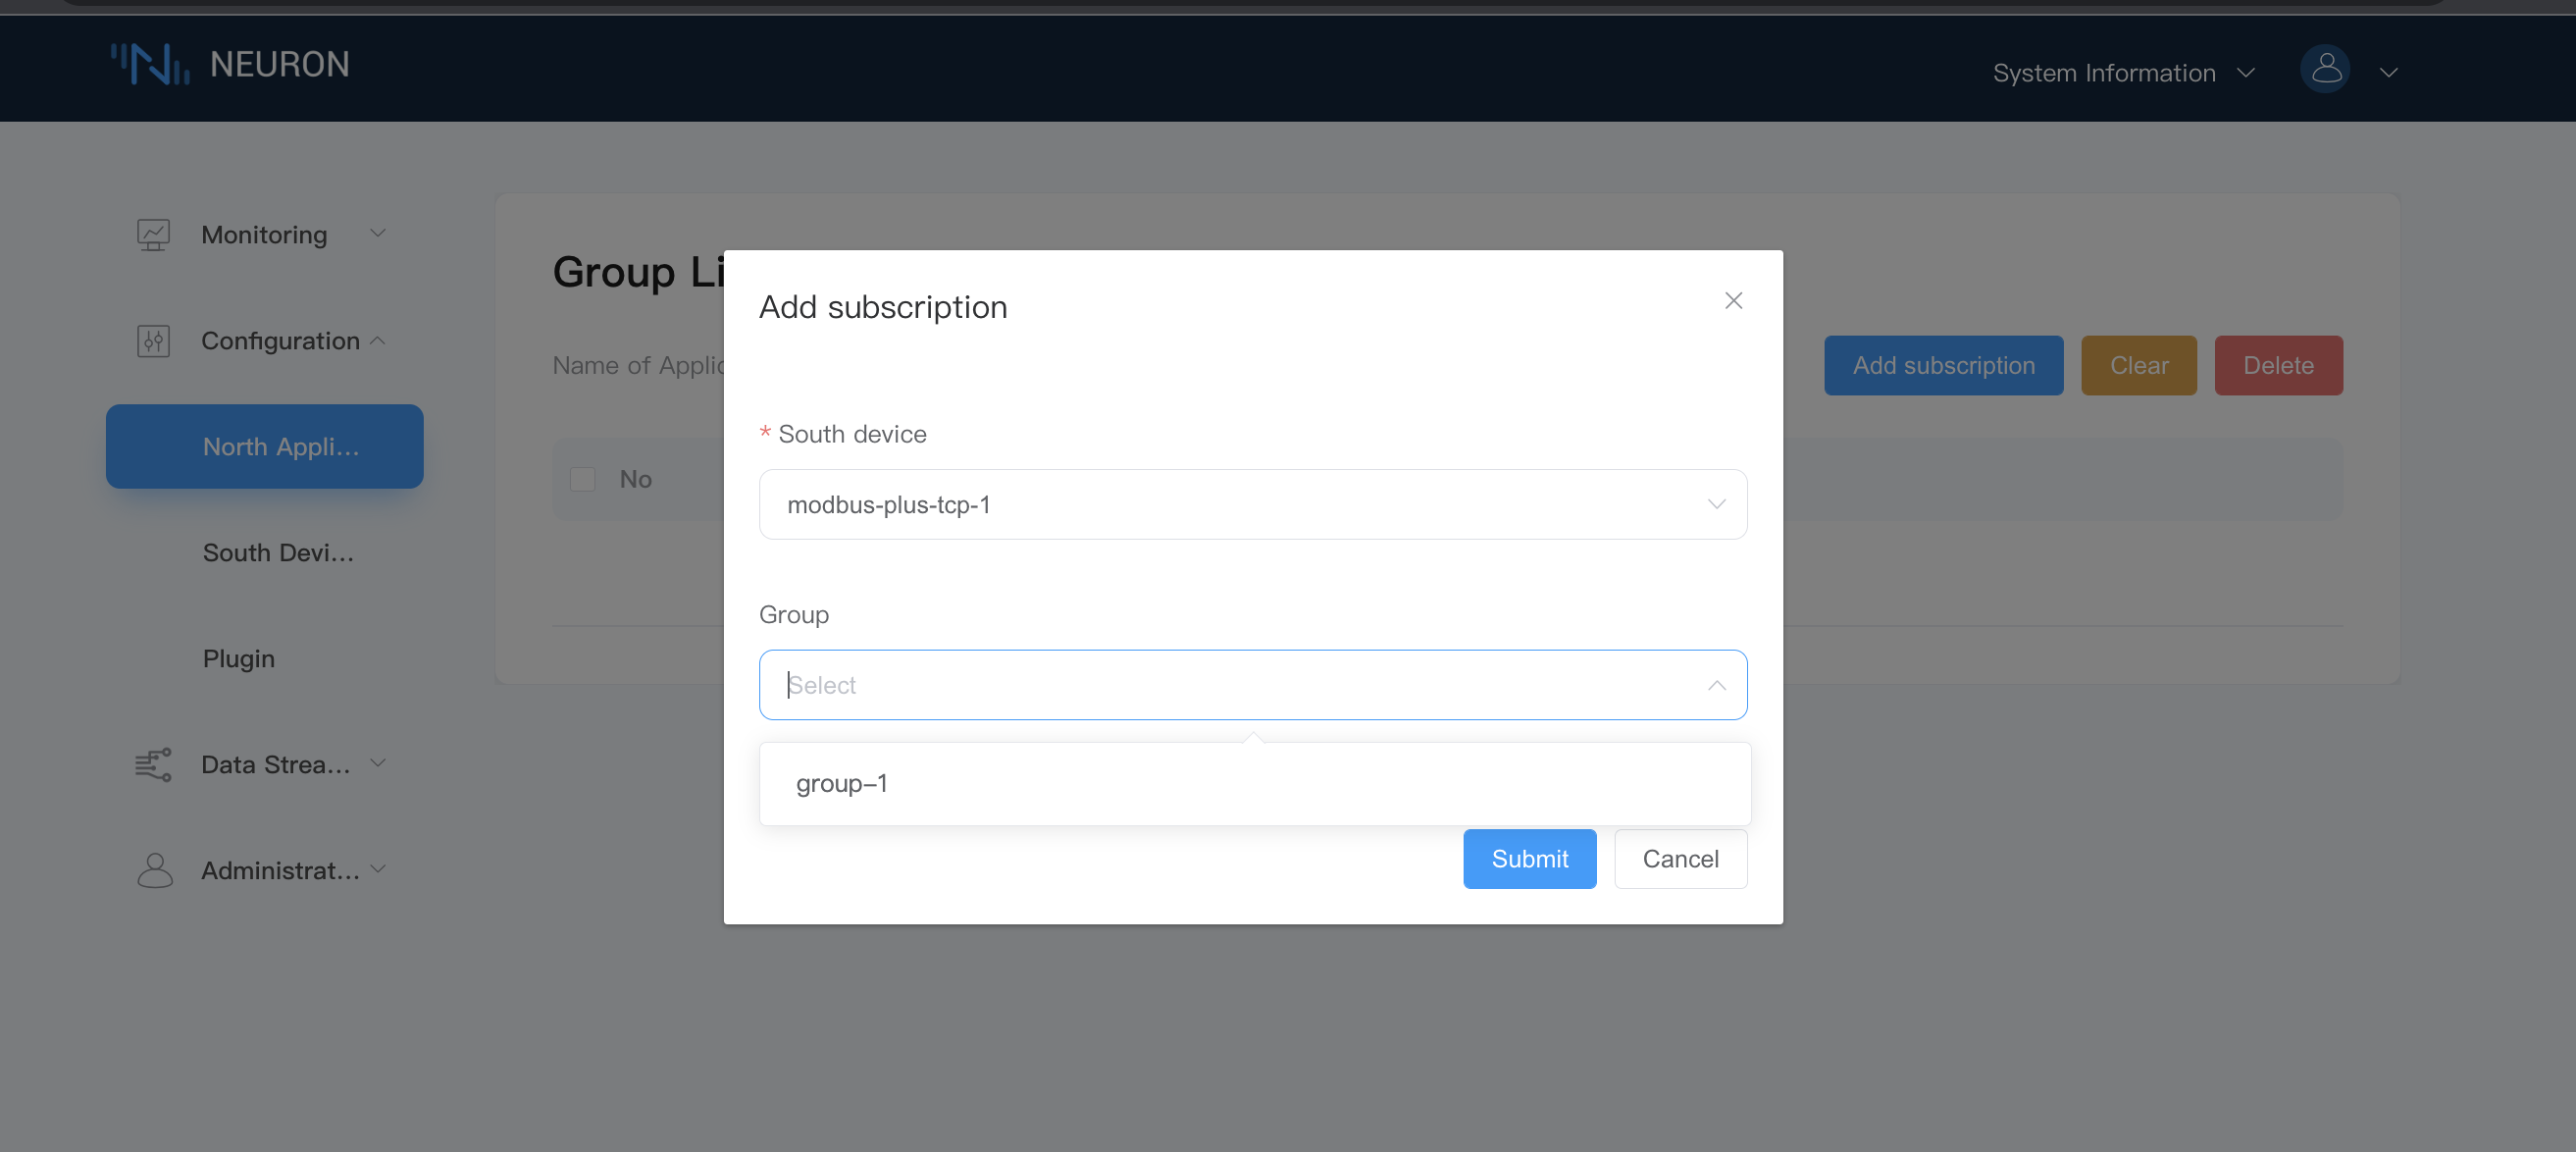 NEURON
System Information
Monitoring
Configuration
North Appli...
South Devi...
Plugin
Data Strea...
Administrat...
Group Li
Name of Applic
Add subscription
Clear
Delete
No
Add subscription
* South device
modbus-plus-tcp-1
Group
Select
group-1
Submit
Cancel